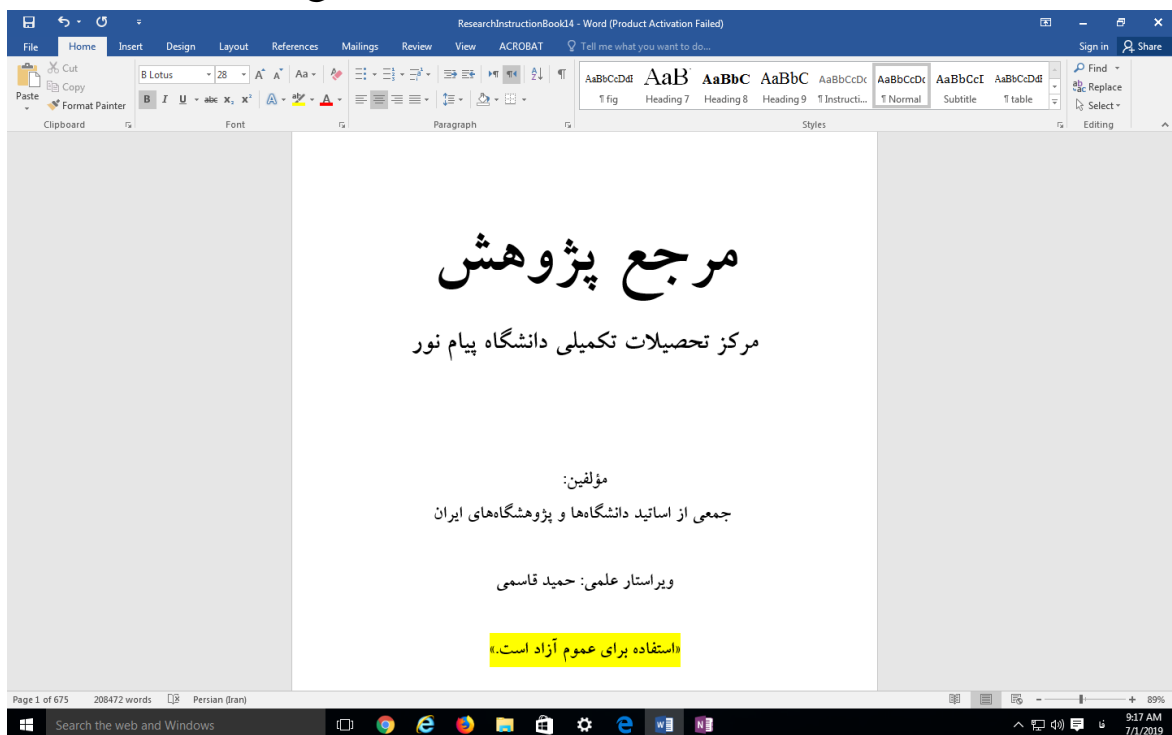 ResearchInstructionBook14 - Word (Product Activation Failed)
File Home Insert Design Layout References Mailings Review View ACROBAT Tell me what you want to do... Sign in Share
Paste
Cut
Copy
Format Painter
Clipboard
B Lotus 28 A A Aa
B I U abc X₂ X² A A
Font
Paragraph
AaBbCcDdI AaB AaBbC AaBbC AaBbCcDc AaBbCcDc AaBbCcI AaBbCcDdI
¶ fig Heading 7 Heading 8 Heading 9 ¶ Instructi... ¶ Normal Subtitle ¶ table
Styles
Find
Replace
Select
Editing
مرجع پژوهش
مرکز تحصیلات تکمیلی دانشگاه پیام نور
مؤلفین:
جمعی از اساتید دانشگاه‌ها و پژوهشگاه‌های ایران
ویراستار علمی: حمید قاسمی
«استفاده برای عموم آزاد است.»
Page 1 of 675 208472 words Persian (Iran) 89%
Search the web and Windows
فا 9:17 AM
7/1/2019